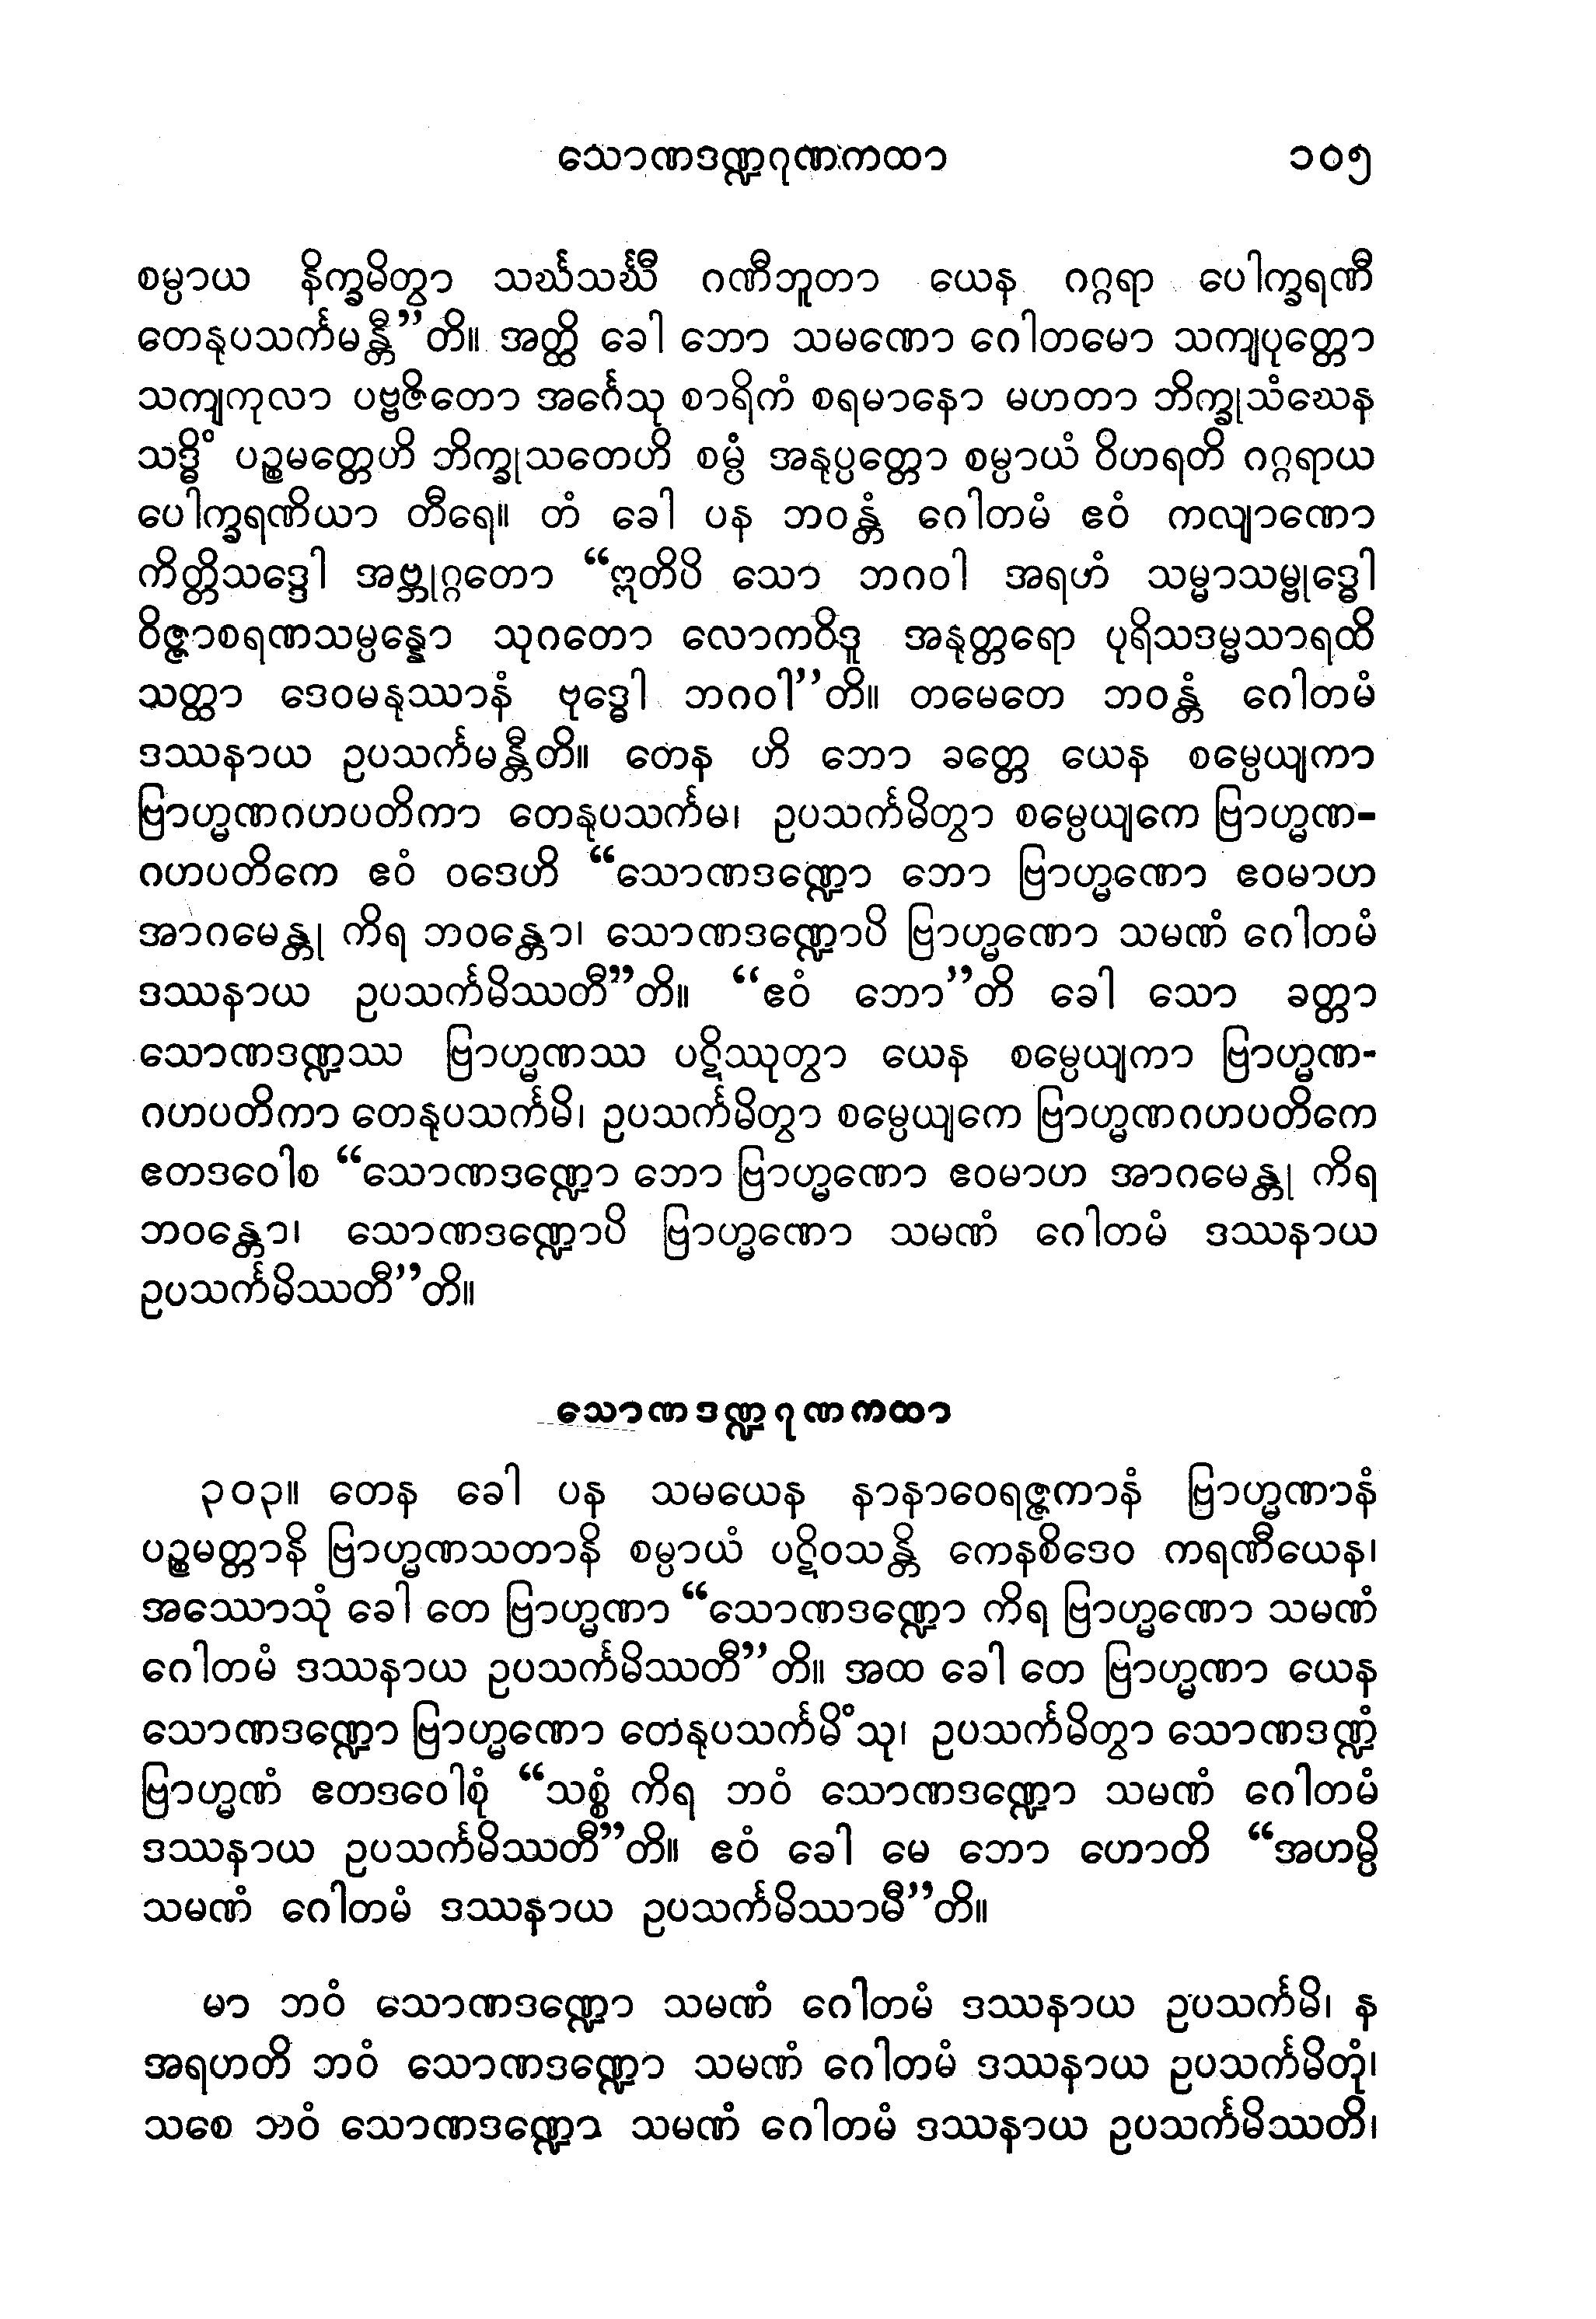 သောဏဒဏ္ဍဂုဏကထာ ၁၀၅
စမ္ပာယ နိက္ခမိတွာ သင်္ဃသင်္ဃီ ဂဏီဘူတာ ယေန ဂဂ္ဂရာ ပေါက္ခရဏီ
တေနုပသင်္ကမန္တီ”တိ။ အတ္ထိ ခေါ ဘော သမဏော ဂေါတမော သကျပုတ္တော
သကျကုလာ ပဗ္ဗဇိတော အင်္ဂေသု စာရိကံ စရမာနော မဟတာ ဘိက္ခုသံဃေန
သဒ္ဓိံ ပဉ္စမတ္တေဟိ ဘိက္ခုသတေဟိ စမ္ပံ အနုပ္ပတ္တော စမ္ပာယံ ဝိဟရတိ ဂဂ္ဂရာယ
ပေါက္ခရဏိယာ တီရေ။ တံ ခေါ ပန ဘဝန္တံ ဂေါတမံ ဧဝံ ကလျာဏော
ကိတ္တိသဒ္ဒေါ အဗ္ဘုဂ္ဂတော “ဣတိပိ သော ဘဂဝါ အရဟံ သမ္မာသမ္ဗုဒ္ဓေါ
ဝိဇ္ဇာစရဏသမ္ပန္နော သုဂတော လောကဝိဒူ အနုတ္တရော ပုရိသဒမ္မသာရထိ
သတ္ထာ ဒေဝမနုဿာနံ ဗုဒ္ဓေါ ဘဂဝါ”တိ။ တမေတေ ဘဝန္တံ ဂေါတမံ
ဒဿနာယ ဥပသင်္ကမန္တီတိ။ တေန ဟိ ဘော ခတ္တေ ယေန စမ္ပေယျကာ
ဗြာဟ္မဏဂဟပတိကာ တေနုပသင်္ကမ၊ ဥပသင်္ကမိတွာ စမ္ပေယျကေ ဗြာဟ္မဏ-
ဂဟပတိကေ ဧဝံ ဝဒေဟိ “သောဏဒဏ္ဍော ဘော ဗြာဟ္မဏော ဧဝမာဟ
အာဂမေန္တု ကိရ ဘဝန္တော၊ သောဏဒဏ္ဍောပိ ဗြာဟ္မဏော သမဏံ ဂေါတမံ
ဒဿနာယ ဥပသင်္ကမိဿတီ”တိ။ “ဧဝံ ဘော”တိ ခေါ သော ခတ္တာ
သောဏဒဏ္ဍဿ ဗြာဟ္မဏဿ ပဋိဿုတွာ ယေန စမ္ပေယျကာ ဗြာဟ္မဏ-
ဂဟပတိကာ တေနုပသင်္ကမိ၊ ဥပသင်္ကမိတွာ စမ္ပေယျကေ ဗြာဟ္မဏဂဟပတိကေ
ဧတဒဝေါစ “သောဏဒဏ္ဍော ဘော ဗြာဟ္မဏော ဧဝမာဟ အာဂမေန္တု ကိရ
ဘဝန္တော၊ သောဏဒဏ္ဍောပိ ဗြာဟ္မဏော သမဏံ ဂေါတမံ ဒဿနာယ
ဥပသင်္ကမိဿတီ”တိ။
သောဏဒဏ္ဍဂုဏကထာ
၃၀၃။ တေန ခေါ ပန သမယေန နာနာဝေရဇ္ဇကာနံ ဗြာဟ္မဏာနံ
ပဉ္စမတ္တာနိ ဗြာဟ္မဏသတာနိ စမ္ပာယံ ပဋိဝသန္တိ ကေနစိဒေဝ ကရဏီယေန၊
အဿောသုံ ခေါ တေ ဗြာဟ္မဏာ “သောဏဒဏ္ဍော ကိရ ဗြာဟ္မဏော သမဏံ
ဂေါတမံ ဒဿနာယ ဥပသင်္ကမိဿတီ”တိ။ အထ ခေါ တေ ဗြာဟ္မဏာ ယေန
သောဏဒဏ္ဍော ဗြာဟ္မဏော တေနုပသင်္ကမိံသု၊ ဥပသင်္ကမိတွာ သောဏဒဏ္ဍံ
ဗြာဟ္မဏံ ဧတဒဝေါစုံ “သစ္စံ ကိရ ဘဝံ သောဏဒဏ္ဍော သမဏံ ဂေါတမံ
ဒဿနာယ ဥပသင်္ကမိဿတီ”တိ။ ဧဝံ ခေါ မေ ဘော ဟောတိ “အဟမ္ပိ
သမဏံ ဂေါတမံ ဒဿနာယ ဥပသင်္ကမိဿာမီ”တိ။
မာ ဘဝံ သောဏဒဏ္ဍော သမဏံ ဂေါတမံ ဒဿနာယ ဥပသင်္ကမိ၊ န
အရဟတိ ဘဝံ သောဏဒဏ္ဍော သမဏံ ဂေါတမံ ဒဿနာယ ဥပသင်္ကမိတုံ၊
သစေ ဘဝံ သောဏဒဏ္ဍော သမဏံ ဂေါတမံ ဒဿနာယ ဥပသင်္ကမိဿတိ၊